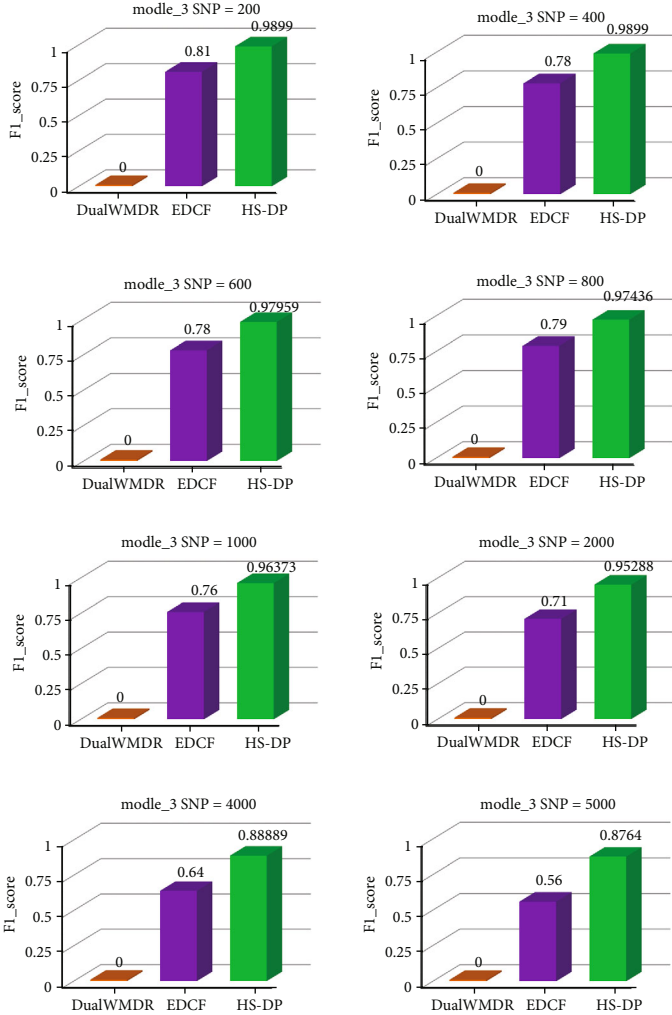 modle_3 SNP = 200
0.9899
1
0.81
0.75
0.5
0.25
0
0
F1_score
DualWMDR EDCF HS-DP
modle_3 SNP = 400
0.9899
1
0.78
0.75
0.5
0.25
0
0
F1_score
DualWMDR EDCF HS-DP
modle_3 SNP = 600
0.97959
1
0.78
0.75
0.5
0.25
0
0
F1_score
DualWMDR EDCF HS-DP
modle_3 SNP = 800
0.97436
1
0.79
0.75
0.5
0.25
0
0
F1_score
DualWMDR EDCF HS-DP
modle_3 SNP = 1000
0.96373
1
0.76
0.75
0.5
0.25
0
0
F1_score
DualWMDR EDCF HS-DP
modle_3 SNP = 2000
0.95288
1
0.71
0.75
0.5
0.25
0
0
F1_score
DualWMDR EDCF HS-DP
modle_3 SNP = 4000
0.88889
1
0.64
0.75
0.5
0.25
0
0
F1_score
DualWMDR EDCF HS-DP
modle_3 SNP = 5000
0.8764
1
0.56
0.75
0.5
0.25
0
0
F1_score
DualWMDR EDCF HS-DP